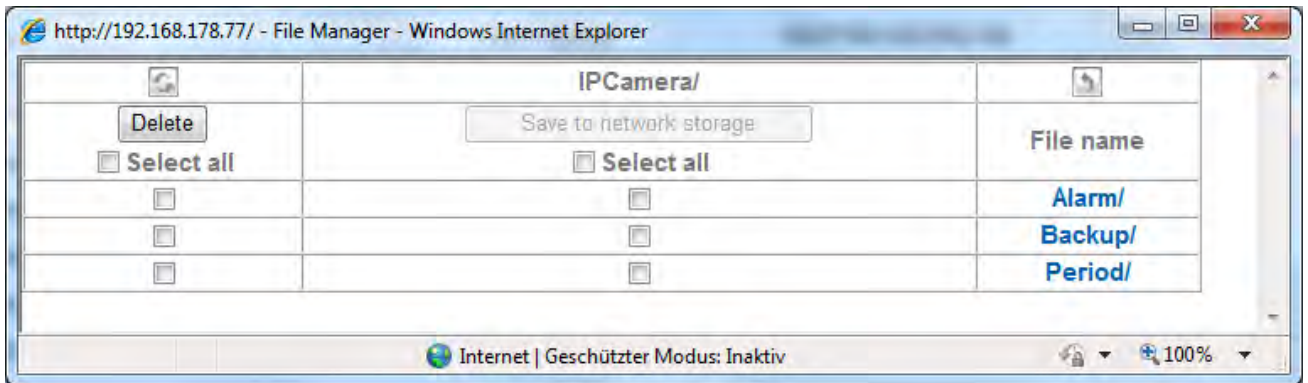 http://192.168.178.77/ - File Manager - Windows Internet Explorer
IPCamera/
Delete
Save to network storage
File name
Select all
Select all
Alarm/
Backup/
Period/
Internet | Geschützter Modus: Inaktiv
100%